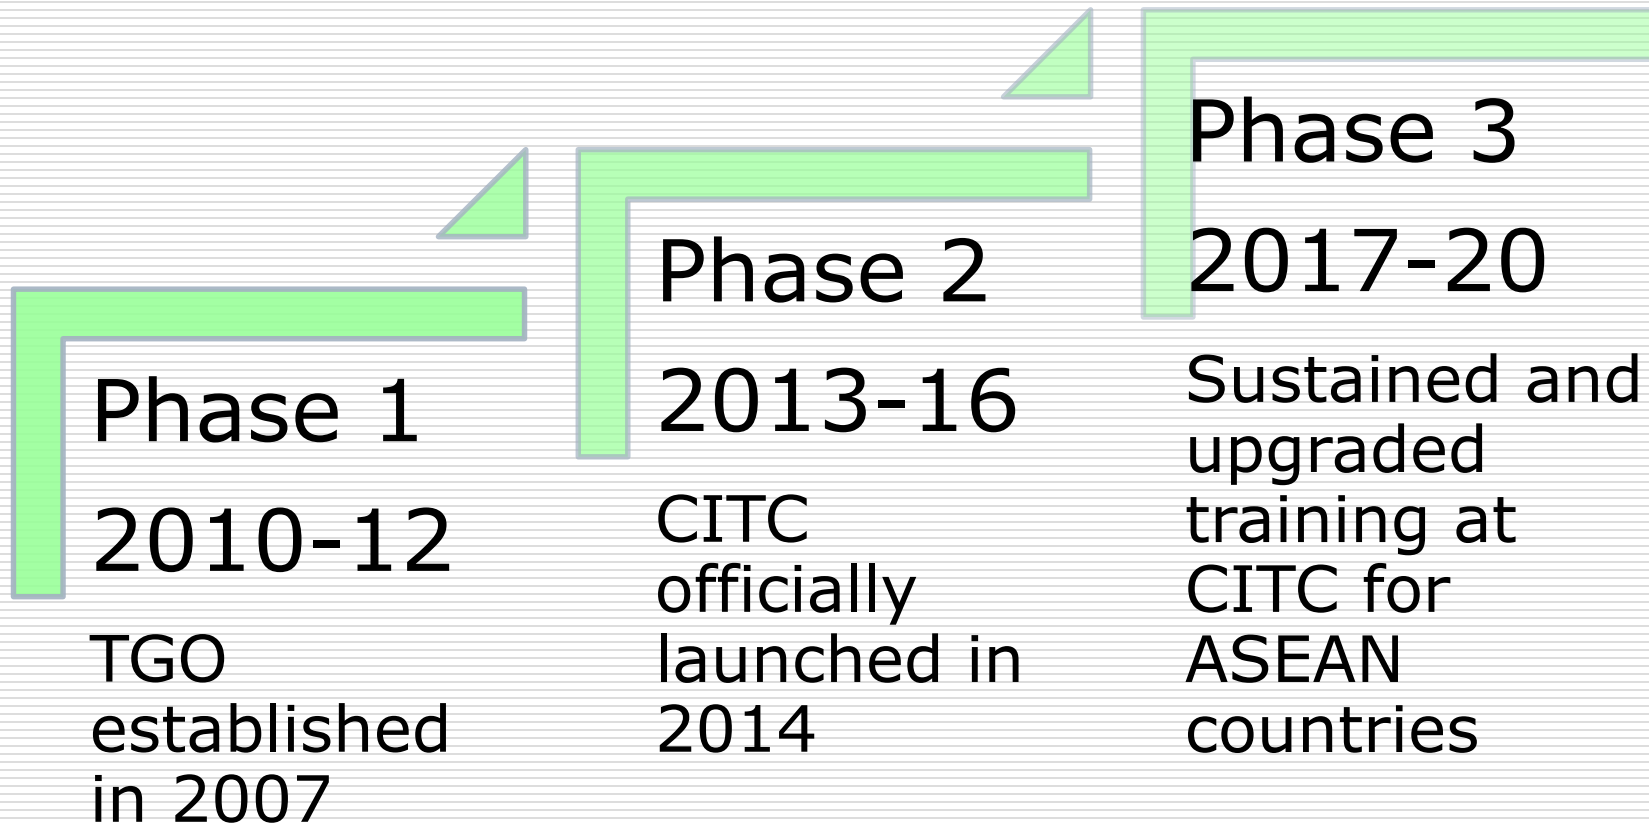 Phase 1
2010-12
TGO
established
in 2007
Phase 2
2013-16
CITC
officially
launched in
2014
Phase 3
2017-20
Sustained and
upgraded
training at
CITC for
ASEAN
countries